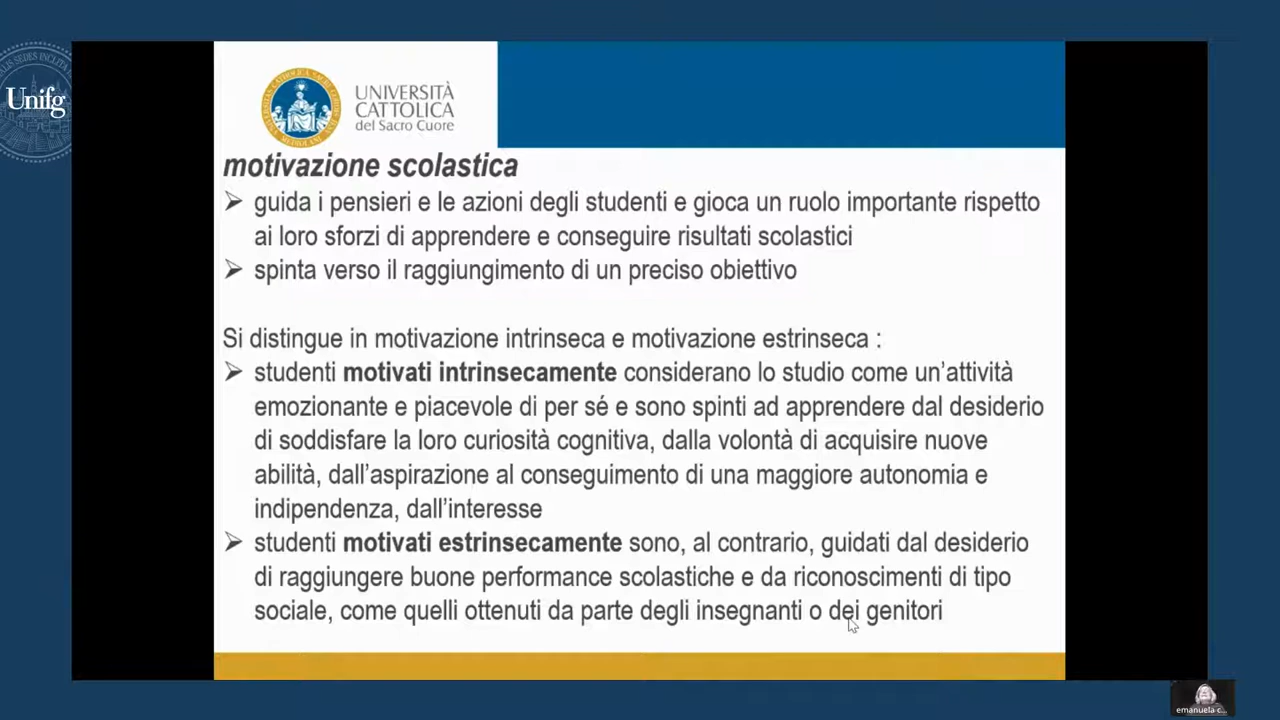 Unifg
UNIVERSITÀ
CATTOLICA
del Sacro Cuore
motivazione scolastica
guida i pensieri e le azioni degli studenti e gioca un ruolo importante rispetto
ai loro sforzi di apprendere e conseguire risultati scolastici
spinta verso il raggiungimento di un preciso obiettivo
Si distingue in motivazione intrinseca e motivazione estrinseca :
studenti motivati intrinsecamente considerano lo studio come un’attività
emozionante e piacevole di per sé e sono spinti ad apprendere dal desiderio
di soddisfare la loro curiosità cognitiva, dalla volontà di acquisire nuove
abilità, dall’aspirazione al conseguimento di una maggiore autonomia e
indipendenza, dall’interesse
studenti motivati estrinsecamente sono, al contrario, guidati dal desiderio
di raggiungere buone performance scolastiche e da riconoscimenti di tipo
sociale, come quelli ottenuti da parte degli insegnanti o dei genitori
emanuela c...